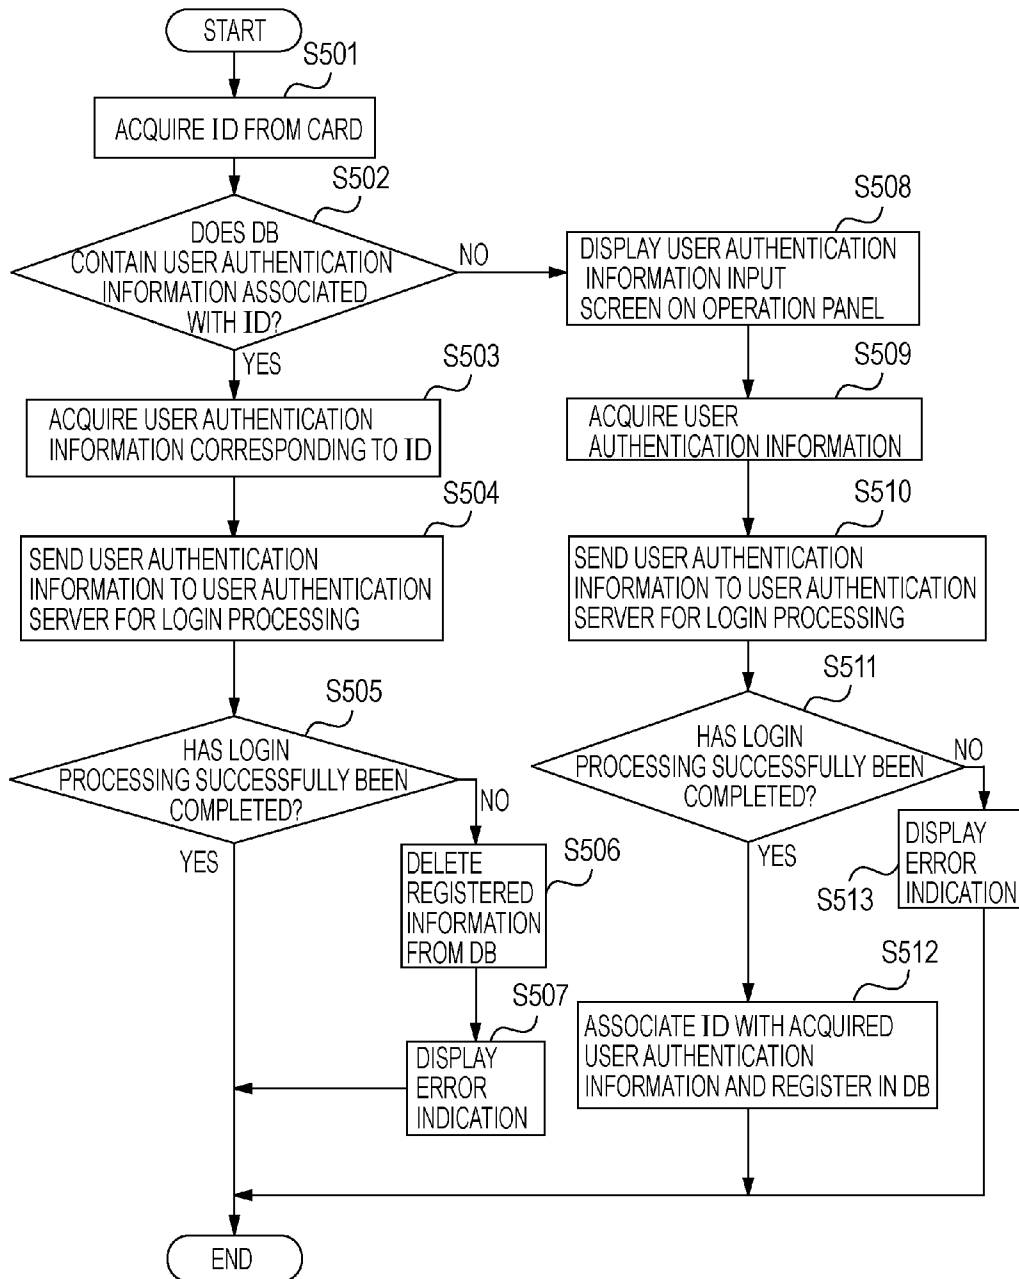 START
S501
ACQUIRE ID FROM CARD
S502
DOES DB
CONTAIN USER AUTHENTICATION
INFORMATION ASSOCIATED
WITH ID?
NO
YES
S503
ACQUIRE USER AUTHENTICATION
INFORMATION CORRESPONDING TO ID
S504
SEND USER AUTHENTICATION
INFORMATION TO USER AUTHENTICATION
SERVER FOR LOGIN PROCESSING
S505
HAS LOGIN
PROCESSING SUCCESSFULLY BEEN
COMPLETED?
NO
YES
S506
DELETE
REGISTERED
INFORMATION
FROM DB
S507
DISPLAY
ERROR
INDICATION
S508
DISPLAY USER AUTHENTICATION
INFORMATION INPUT
SCREEN ON OPERATION PANEL
S509
ACQUIRE USER
AUTHENTICATION INFORMATION
S510
SEND USER AUTHENTICATION
INFORMATION TO USER AUTHENTICATION
SERVER FOR LOGIN PROCESSING
S511
HAS LOGIN
PROCESSING SUCCESSFULLY BEEN
COMPLETED?
NO
YES
DISPLAY
ERROR
INDICATION
S513
S512
ASSOCIATE ID WITH ACQUIRED
USER AUTHENTICATION
INFORMATION AND REGISTER IN DB
END